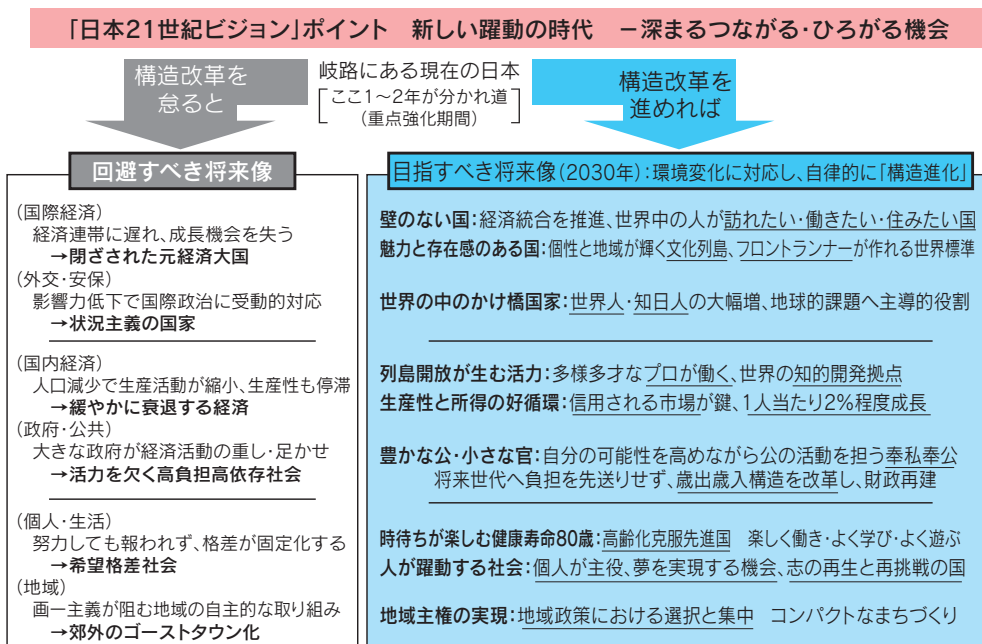 「日本21世紀ビジョン」ポイント　新しい躍動の時代　－深まるつながる・ひろがる機会
構造改革を
怠ると
岐路にある現在の日本
ここ1～2年が分かれ道
(重点強化期間)
構造改革を
進めれば
回避すべき将来像
(国際経済)
経済連帯に遅れ、成長機会を失う
→閉ざされた元経済大国
(外交・安保)
影響力低下で国際政治に受動的対応
→状況主義の国家
(国内経済)
人口減少で生産活動が縮小、生産性も停滞
→緩やかに衰退する経済
(政府・公共)
大きな政府が経済活動の重し・足かせ
→活力を欠く高負担高依存社会
(個人・生活)
努力しても報われず、格差が固定化する
→希望格差社会
(地域)
画一主義が阻む地域の自主的な取り組み
→郊外のゴーストタウン化
目指すべき将来像(2030年)：環境変化に対応し、自律的に「構造進化」
壁のない国：経済統合を推進、世界中の人が訪れたい・働きたい・住みたい国
魅力と存在感のある国：個性と地域が輝く文化列島、フロントランナーが作れる世界標準
世界の中のかけ橋国家：世界人・知日人の大幅増、地球的課題へ主導的役割
列島開放が生む活力：多様多才なプロが働く、世界の知的開発拠点
生産性と所得の好循環：信用される市場が鍵、1人当たり2%程度成長
豊かな公・小さな官：自分の可能性を高めながら公の活動を担う奉私奉公
将来世代へ負担を先送りせず、歳出歳入構造を改革し、財政再建
時待ちが楽しむ健康寿命80歳：高齢化克服先進国　楽しく働き・よく学び・よく遊ぶ
人が躍動する社会：個人が主役、夢を実現する機会、志の再生と再挑戦の国
地域主権の実現：地域政策における選択と集中　コンパクトなまちづくり